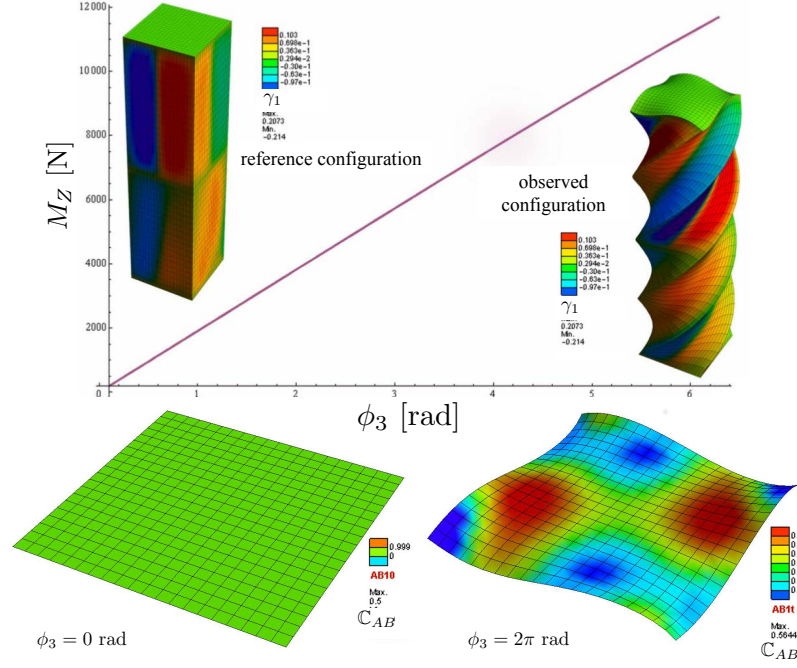 12000
10000
8000
6000
4000
2000
0
0
1
2
3
4
5
6
M_Z [N]
ϕ_3 [rad]
0.103
0.698e-1
0.363e-1
0.294e-2
-0.30e-1
-0.63e-1
-0.97e-1
γ_1
Max.
0.2073
Min.
-0.214
reference configuration
observed
configuration
0.103
0.698e-1
0.363e-1
0.294e-2
-0.30e-1
-0.63e-1
-0.97e-1
γ_1
0.2073
Min.
-0.214
0.999
0
AB10
Max.
0.5
ℂ_AB
ϕ_3 = 0 rad
AB1t
Max.
0.5644
ℂ_AB
ϕ_3 = 2π rad